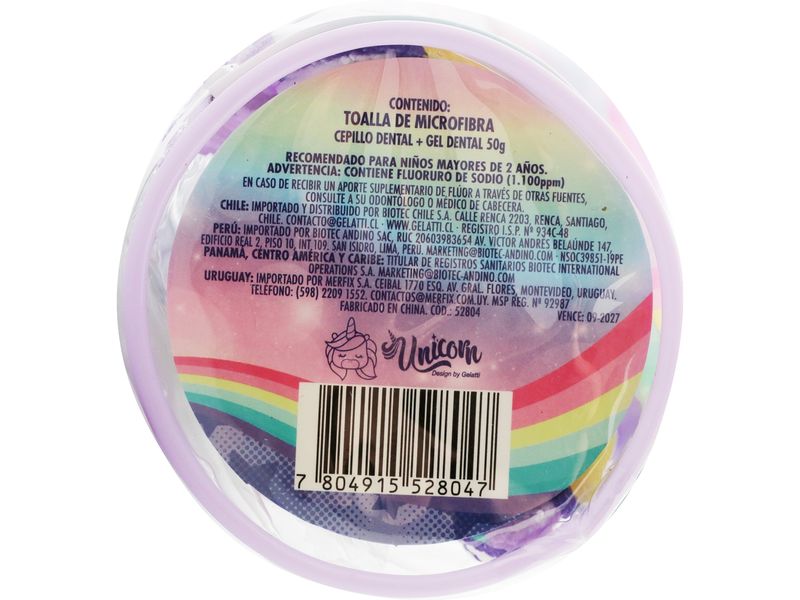 CONTENIDO:
TOALLA DE MICROFIBRA
CEPILLO DENTAL + GEL DENTAL 50g
RECOMENDADO PARA NIÑOS MAYORES DE 2 AÑOS.
ADVERTENCIA: CONTIENE FLUORURO DE SODIO (1.100ppm)
EN CASO DE RECIBIR UN APORTE SUPLEMENTARIO DE FLÚOR A TRAVÉS DE OTRAS FUENTES,
CONSULTE A SU ODONTÓLOGO O MÉDICO DE CABECERA.
CHILE: IMPORTADO Y DISTRIBUIDO POR BIOTEC CHILE S.A. CALLE RENCA 2203, RENCA, SANTIAGO,
CHILE. CONTACTO@GELATTI.CL - WWW.GELATTI.CL - REGISTRO I.S.P. Nº 934C-48
PERÚ: IMPORTADO POR BIOTEC ANDINO SAC, RUC 20603983654 AV. VICTOR ANDRÉS BELAÚNDE 147,
EDIFICIO REAL 2, PISO 10, INT,109. SAN ISIDRO, LIMA, PERU. MARKETING@BIOTEC-ANDINO.COM - NSOC39851-19PE
PANAMÁ, CENTRO AMÉRICA Y CARIBE: TITULAR DE REGISTROS SANITARIOS BIOTEC INTERNATIONAL
OPERATIONS S.A. MARKETING@BIOTEC-ANDINO.COM
URUGUAY: IMPORTADO POR MERFIX S.A. CEIBAL 1770 ESQ. AV. GRAL. FLORES, MONTEVIDEO, URUGUAY.
TELEFONO: (598) 2209 1552. CONTACTOS@MERFIX.COM.UY. MSP REG. Nº 92987
FABRICADO EN CHINA. CÓD.: 52804
VENCE: 09-2027
Unicorn
Design by Gelatti
7 804915 528047